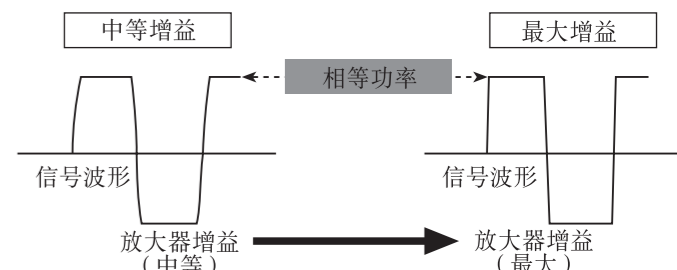 中等增益
最大增益
相等功率
信号波形
信号波形
放大器增益
（中等）
放大器增益
（最大）